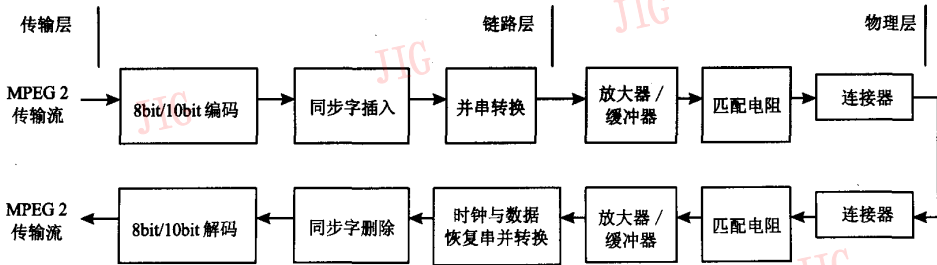 传输层 链路层 物理层
JIG
JIG
JIG
MPEG 2
传输流
8bit/10bit 编码
同步字插入
并串转换
放大器 /
缓冲器
匹配电阻
连接器
MPEG 2
传输流
8bit/10bit 解码
同步字删除
时钟与数据
恢复串并转换
放大器 /
缓冲器
匹配电阻
连接器
JIG